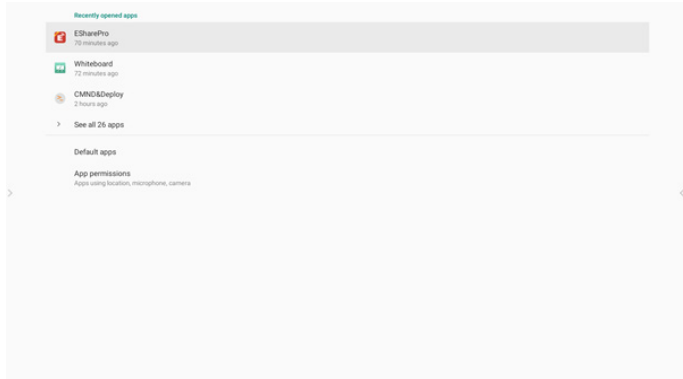 Recently opened apps
ESharePro
70 minutes ago
Whiteboard
72 minutes ago
CMND&Deploy
2 hours ago
See all 26 apps
Default apps
App permissions
Apps using location, microphone, camera